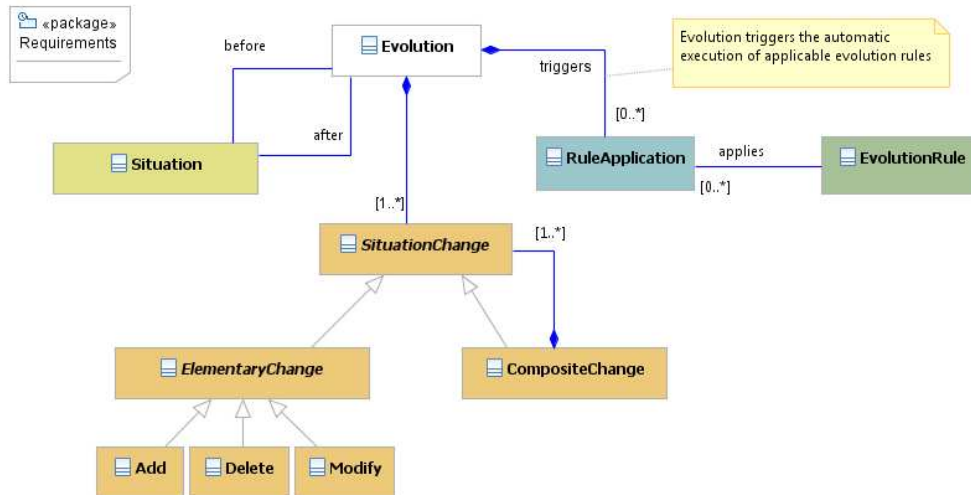 «package»
Requirements
before
Evolution
triggers
Evolution triggers the automatic
execution of applicable evolution rules
after
[0..*]
Situation
RuleApplication
applies
EvolutionRule
[0..*]
[1..*]
SituationChange
[1..*]
ElementaryChange
CompositeChange
Add
Delete
Modify